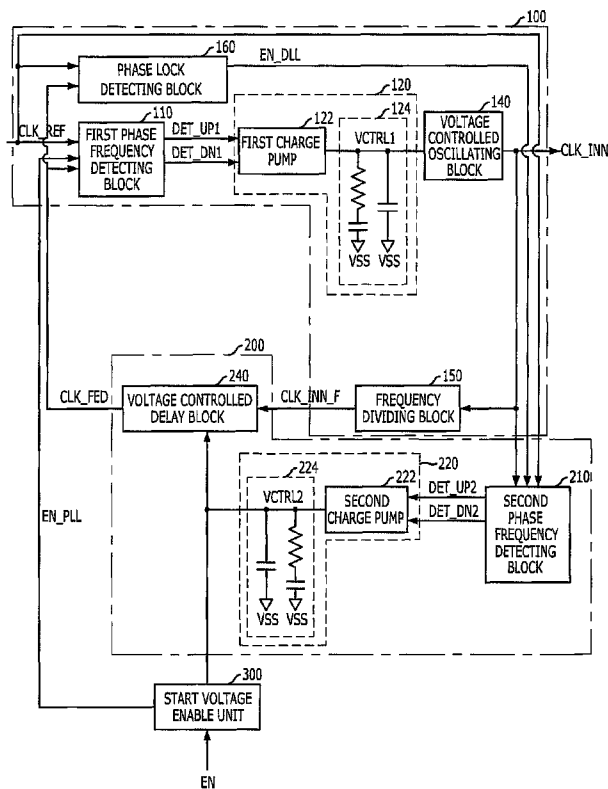 100
160
EN_DLL
PHASE LOCK
DETECTING BLOCK
120
110
124
140
CLK_REF
DET_UP1
122
VCTRL1
VOLTAGE
CONTROLLED
OSCILLATING
BLOCK
FIRST PHASE
FREQUENCY
DETECTING
BLOCK
DET_DN1
FIRST CHARGE
PUMP
CLK_INN
VSS
VSS
200
240
150
CLK_FED
VOLTAGE CONTROLLED
DELAY BLOCK
CLK_INN_F
FREQUENCY
DIVIDING BLOCK
220
224
222
210
VCTRL2
DET_UP2
EN_PLL
SECOND
CHARGE PUMP
DET_DN2
SECOND
PHASE
FREQUENCY
DETECTING
BLOCK
VSS
VSS
300
START VOLTAGE
ENABLE UNIT
EN